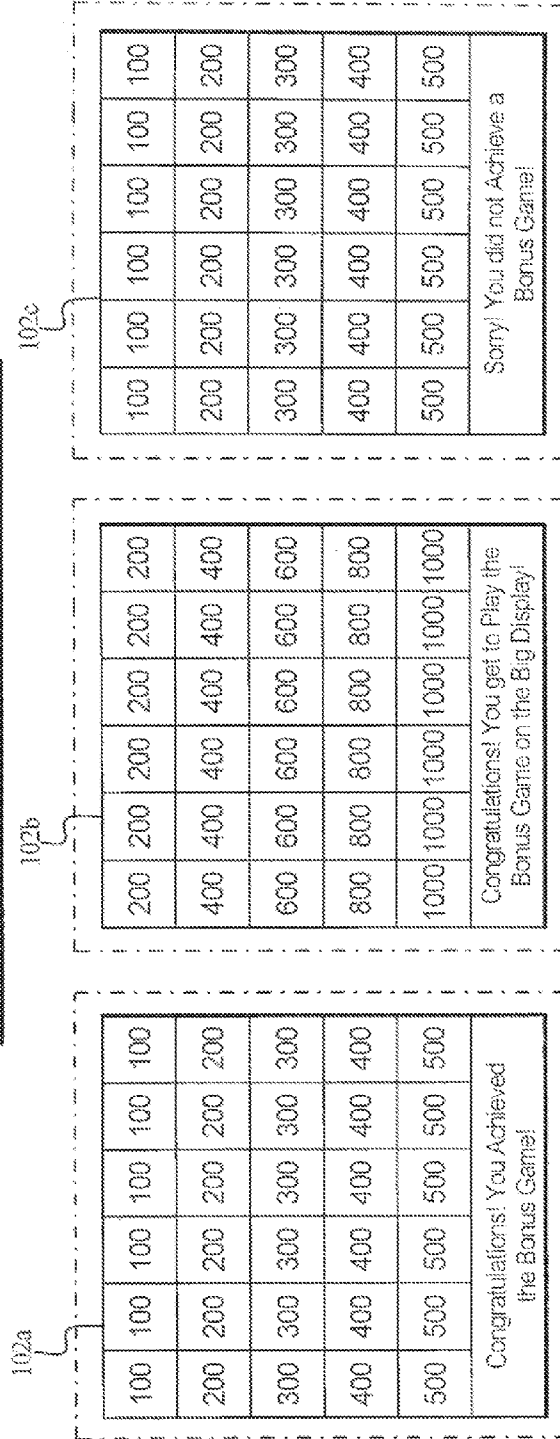 102a
100 100 100 100 100 100
200 200 200 200 200 200
300 300 300 300 300 300
400 400 400 400 400 400
500 500 500 500 500 500
Congratulations! You Achieved
the Bonus Game!
102b
200 200 200 200 200 200
400 400 400 400 400 400
600 600 600 600 600 600
800 800 800 800 800 800
1000 1000 1000 1000 1000 1000
Congratulations! You get to Play the
Bonus Game on the Big Display!
102c
100 100 100 100 100 100
200 200 200 200 200 200
300 300 300 300 300 300
400 400 400 400 400 400
500 500 500 500 500 500
Sorry! You did not Achieve a
Bonus Game!